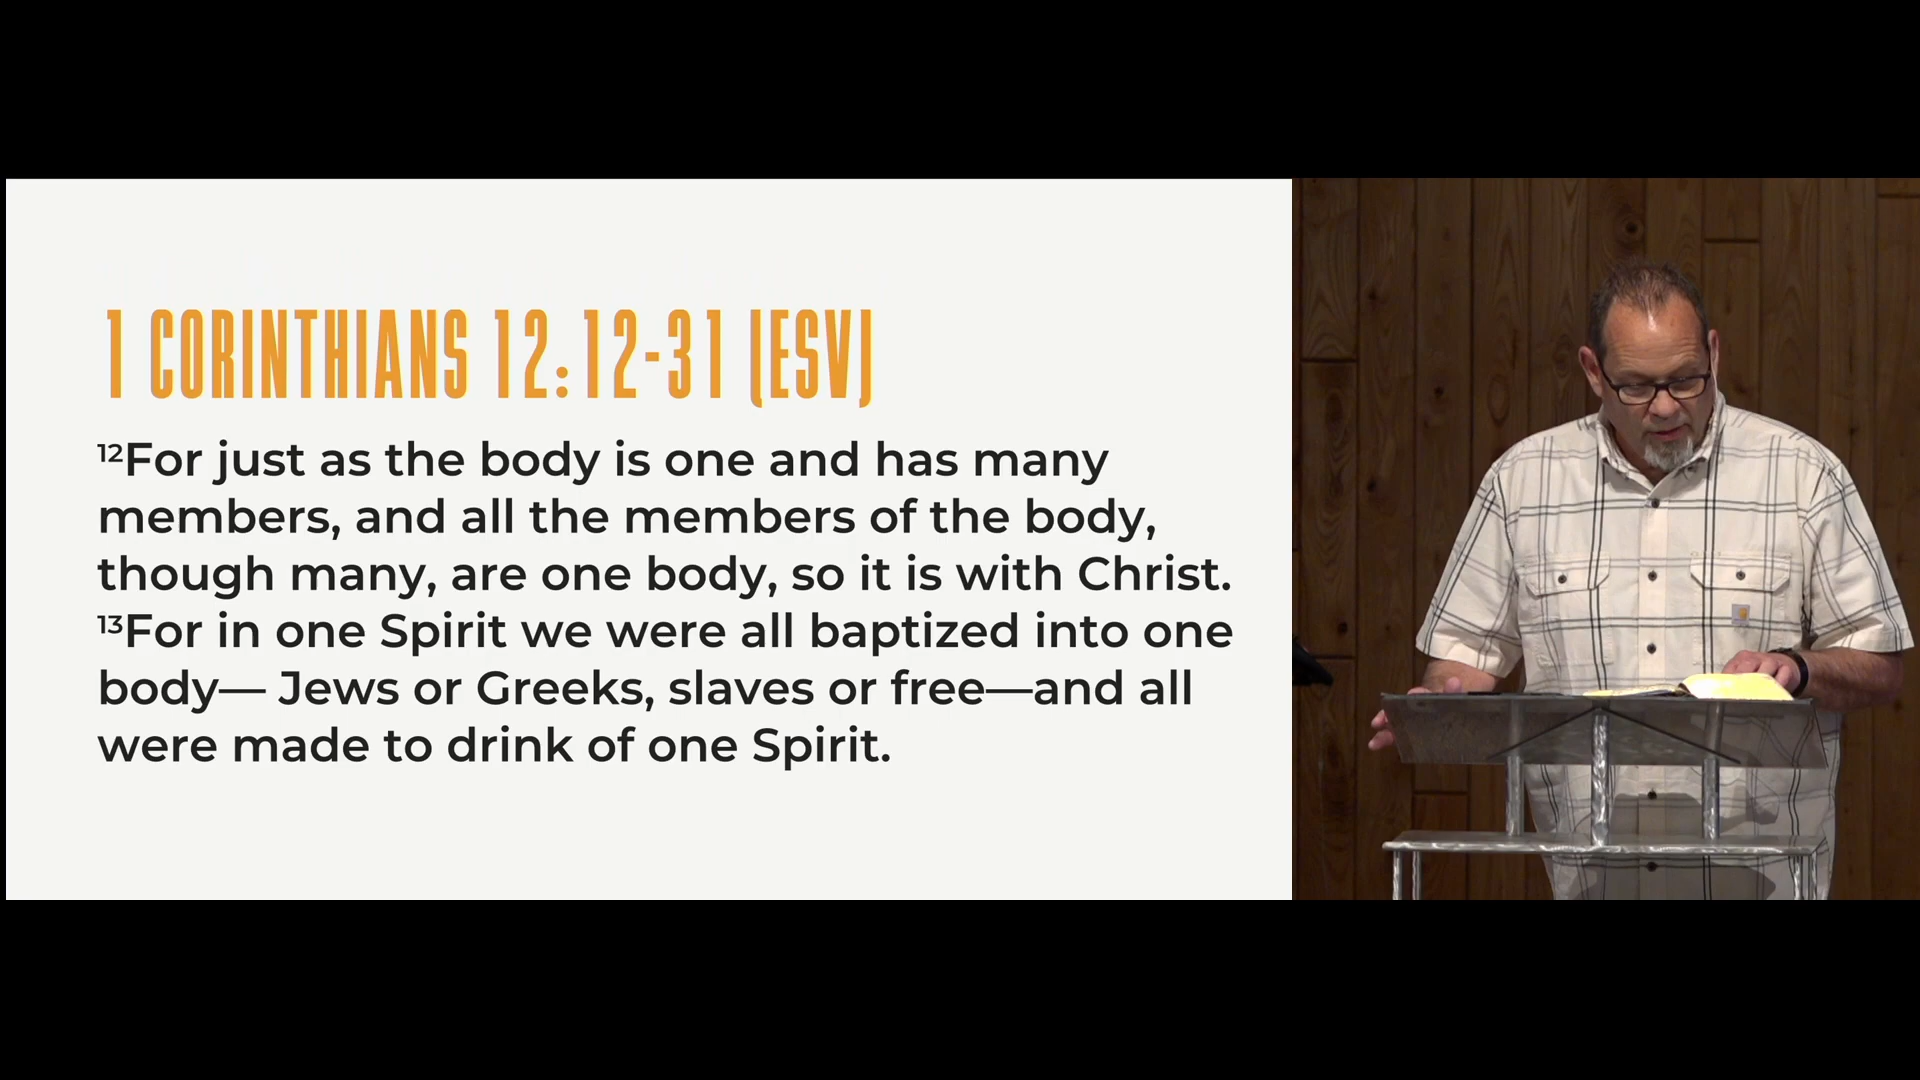 1 CORINTHIANS 12:12-31 (ESV)
¹²For just as the body is one and has many
members, and all the members of the body,
though many, are one body, so it is with Christ.
¹³For in one Spirit we were all baptized into one
body— Jews or Greeks, slaves or free—and all
were made to drink of one Spirit.